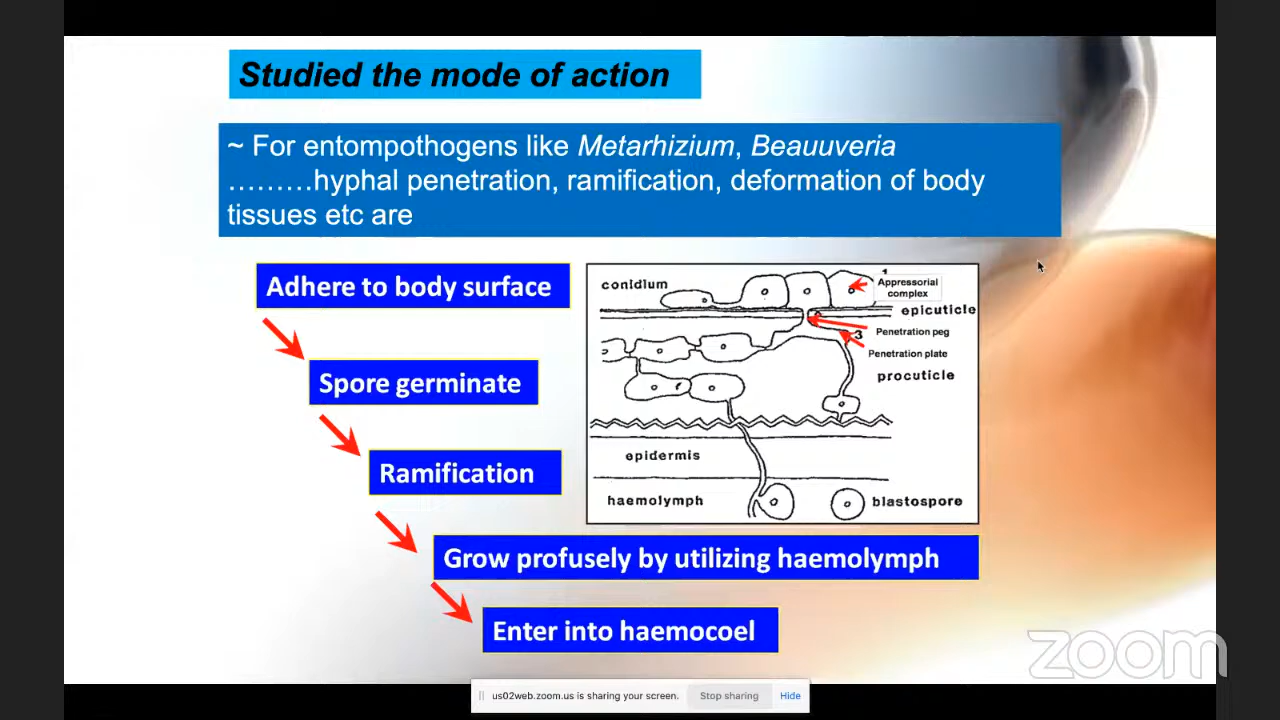 Studied the mode of action
~ For entompothogens like Metarhizium, Beauuveria
………hyphal penetration, ramification, deformation of body
tissues etc are
Adhere to body surface
Spore germinate
Ramification
Grow profusely by utilizing haemolymph
Enter into haemocoel
conidium
1
Appressorial
complex
epicuticle
Penetration peg
3
Penetration plate
procuticle
epidermis
haemolymph
blastospore
zoom
us02web.zoom.us is sharing your screen.
Stop sharing
Hide